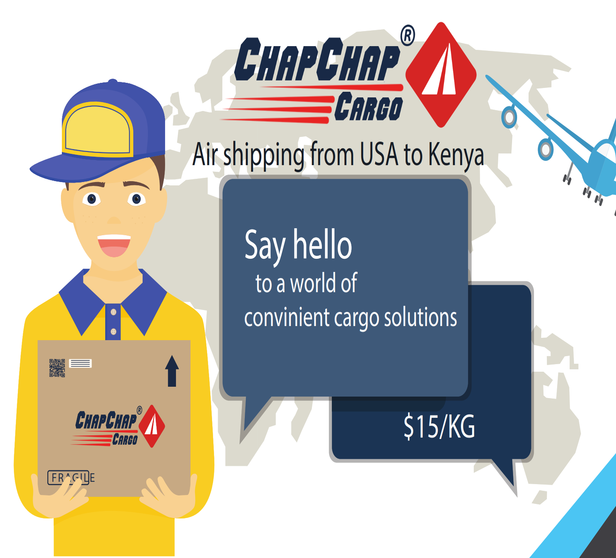 CHAPCHAP®
CARGO
Air shipping from USA to Kenya
Say hello
to a world of
convinient cargo solutions
$15/KG
CHAPCHAP®
CARGO
FRAGILE